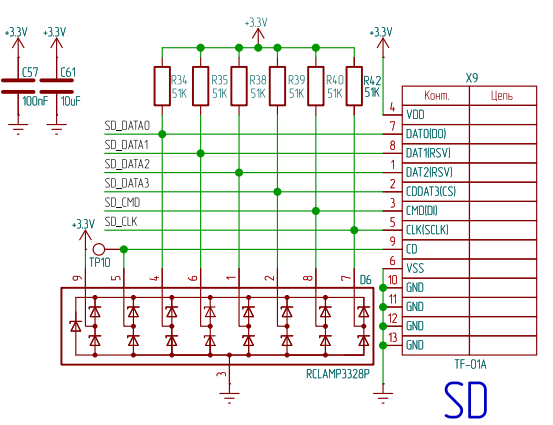 +3.3V
+3.3V
+3.3V
+3.3V
C57
100nF
C61
10uF
R34
51K
R35
51K
R38
51K
R39
51K
R40
51K
R42
51K
X9
Конт.
Цепь
4
VDD
SD_DATA0
7
DAT0(DO)
SD_DATA1
8
DAT1(RSV)
SD_DATA2
1
DAT2(RSV)
SD_DATA3
2
CDDAT3(CS)
SD_CMD
3
CMD(DI)
SD_CLK
5
CLK(SCLK)
9
CD
6
VSS
10
GND
11
GND
12
GND
13
GND
TF-01A
+3.3V
TP10
9
5
4
6
1
2
8
7
D6
3
RCLAMP3328P
SD